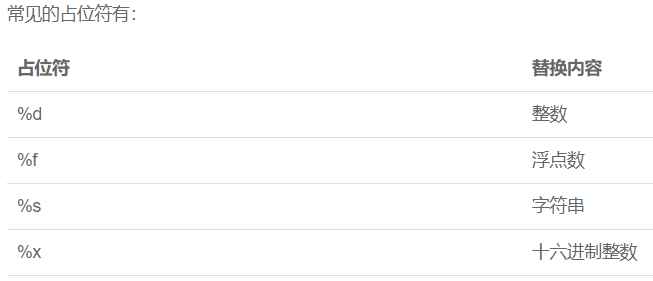 常见的占位符有：
占位符 替换内容
%d 整数
%f 浮点数
%s 字符串
%x 十六进制整数